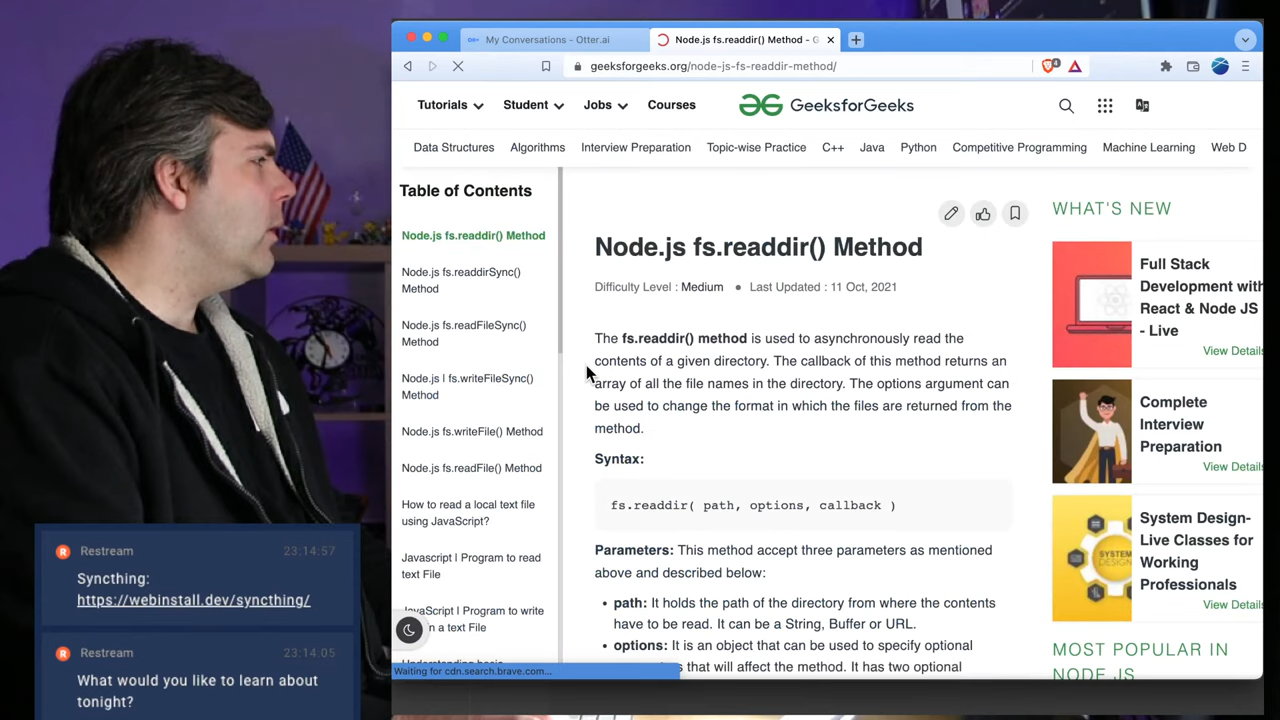 My Conversations - Otter.ai
Node.js fs.readdir() Method - G
geeksforgeeks.org/node-js-fs-readdir-method/
4
Tutorials
Student
Jobs
Courses
GeeksforGeeks
Data Structures
Algorithms
Interview Preparation
Topic-wise Practice
C++
Java
Python
Competitive Programming
Machine Learning
Web D
Table of Contents
Node.js fs.readdir() Method
Node.js fs.readdirSync()
Method
Node.js fs.readFileSync()
Method
Node.js | fs.writeFileSync()
Method
Node.js fs.writeFile() Method
Node.js fs.readFile() Method
How to read a local text file
using JavaScript?
Javascript | Program to read
text File
JavaScript | Program to write
in a text File
Understanding basic
Waiting for cdn.search.brave.com...
Node.js fs.readdir() Method
Difficulty Level : Medium ● Last Updated : 11 Oct, 2021
The fs.readdir() method is used to asynchronously read the
contents of a given directory. The callback of this method returns an
array of all the file names in the directory. The options argument can
be used to change the format in which the files are returned from the
method.
Syntax:
fs.readdir( path, options, callback )
Parameters: This method accept three parameters as mentioned
above and described below:
• path: It holds the path of the directory from where the contents
have to be read. It can be a String, Buffer or URL.
• options: It is an object that can be used to specify optional
that will affect the method. It has two optional
WHAT'S NEW
Full Stack
Development with
React & Node JS
- Live
View Details
Complete
Interview
Preparation
View Details
SYSTEM
DESIGN
System Design-
Live Classes for
Working
Professionals
View Details
MOST POPULAR IN
NODE JS
Restream 23:14:57
Syncthing:
https://webinstall.dev/syncthing/
Restream 23:14:05
What would you like to learn about
tonight?